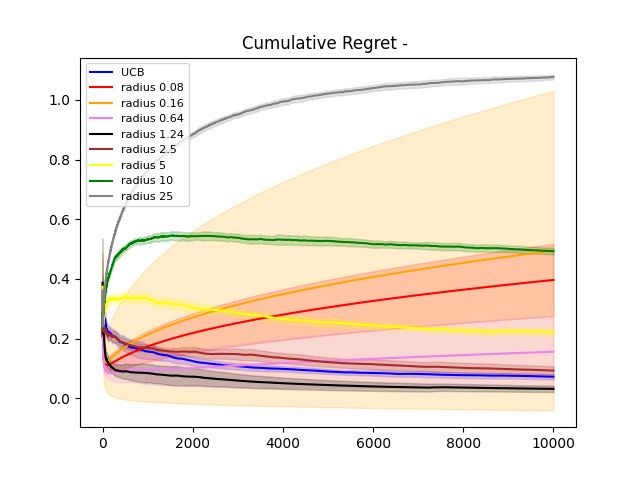 Cumulative Regret -
UCB
radius 0.08
radius 0.16
radius 0.64
radius 1.24
radius 2.5
radius 5
radius 10
radius 25
1.0
0.8
0.6
0.4
0.2
0.0
0 2000 4000 6000 8000 10000